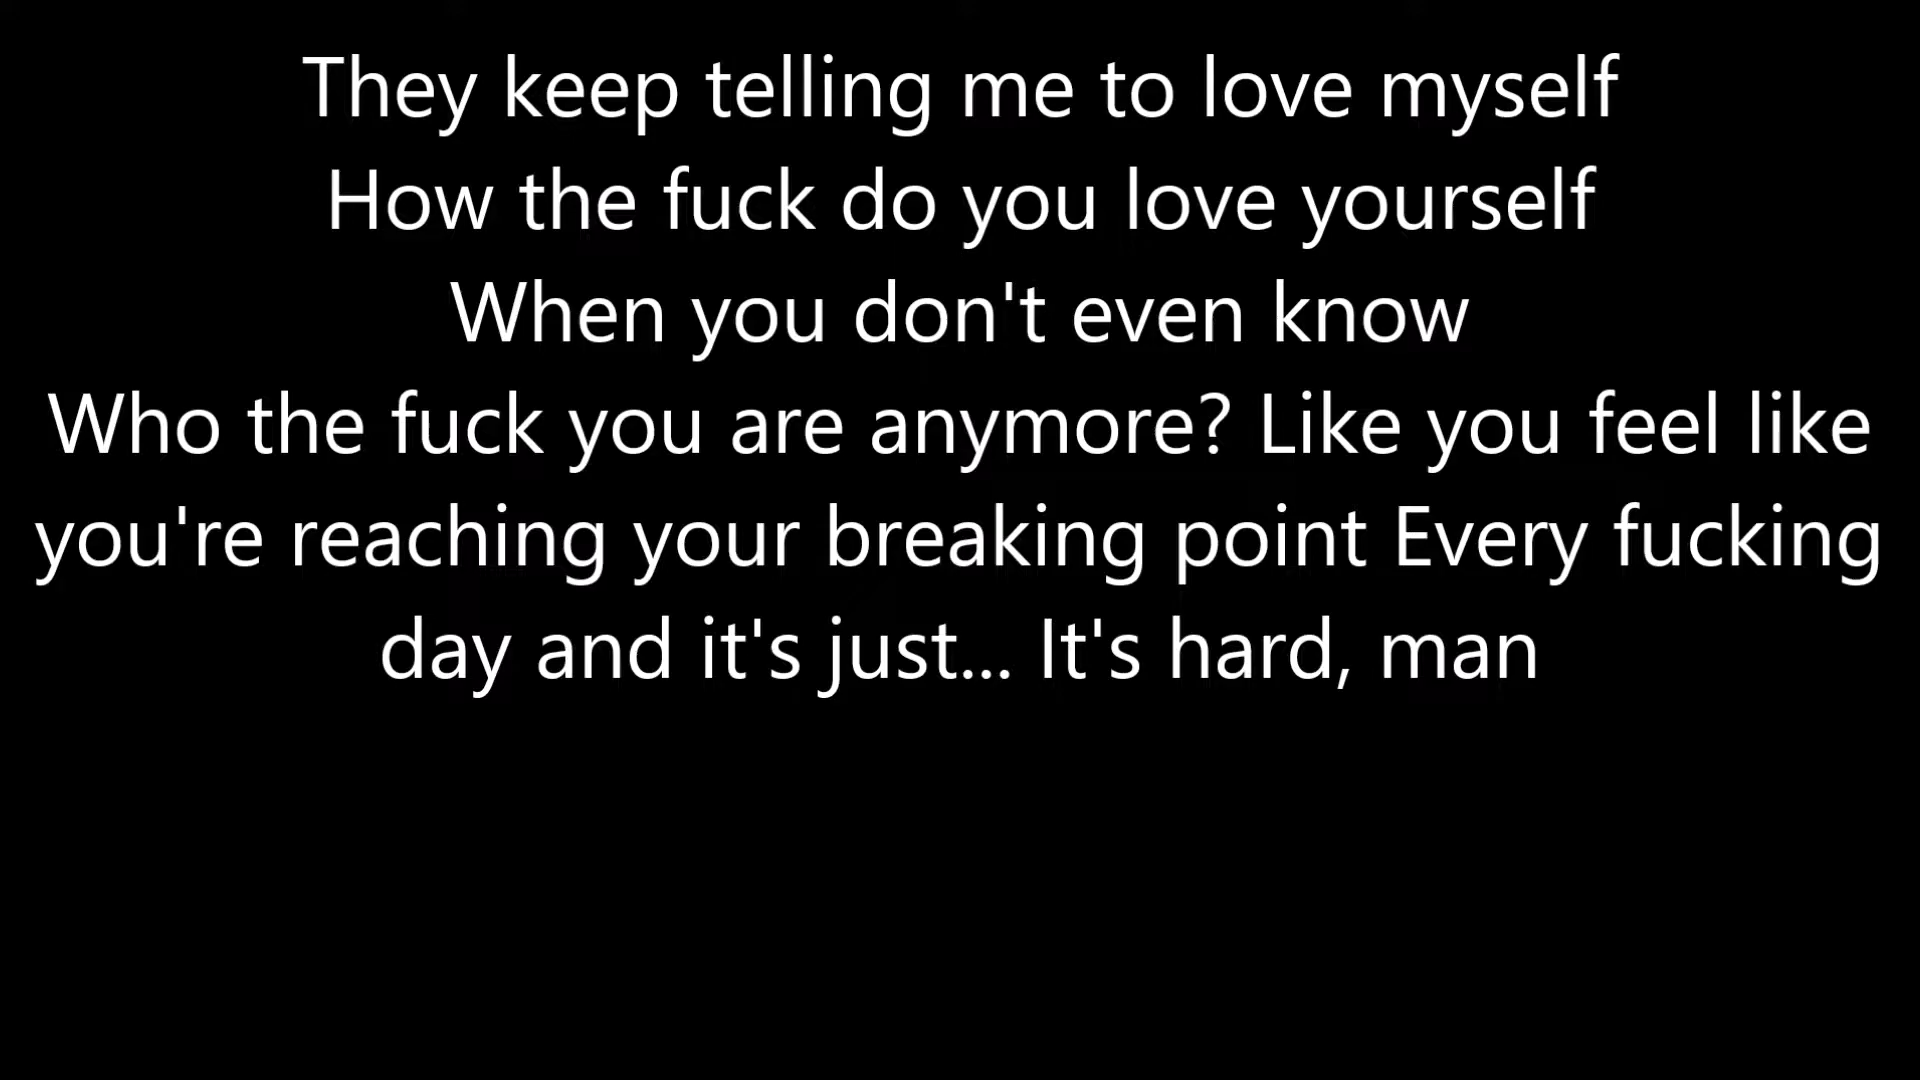 They keep telling me to love myself
How the fuck do you love yourself
When you don't even know
Who the fuck you are anymore? Like you feel like
you're reaching your breaking point Every fucking
day and it's just... It's hard, man